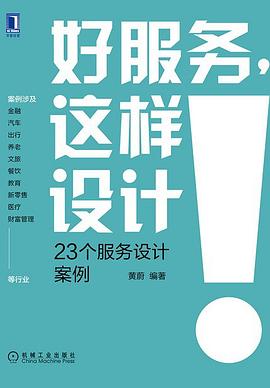 好服务,
这样
设计
!
案例涉及
金融
汽车
出行
养老
文旅
餐饮
教育
新零售
医疗
财富管理
等行业
23个服务设计
案例
黄蔚 编著
机械工业出版社